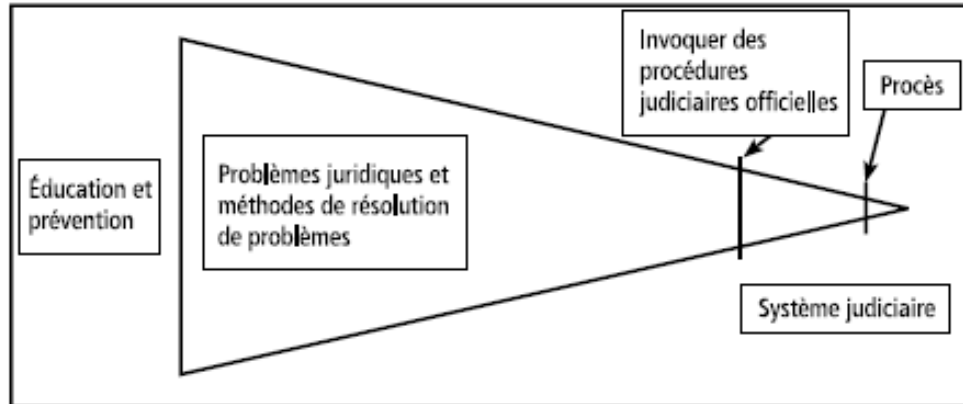 Éducation et
prévention
Problèmes juridiques et
méthodes de résolution
de problèmes
Invoquer des
procédures
judiciaires officielles
Procès
Système judiciaire